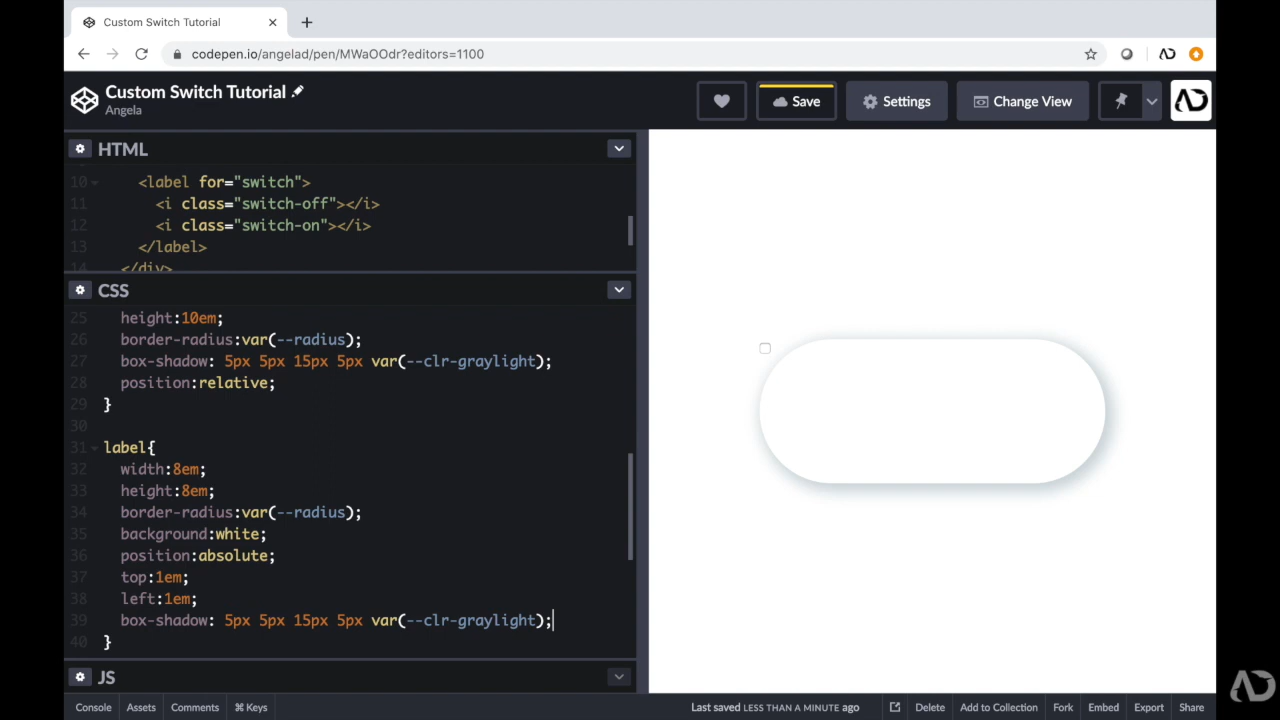 Custom Switch Tutorial
codepen.io/angelad/pen/MWaOOdr?editors=1100
Custom Switch Tutorial
Angela
Save
Settings
Change View
HTML
10 <label for="switch">
11 <i class="switch-off"></i>
12 <i class="switch-on"></i>
13 </label>
14 </div>
CSS
25 height:10em;
26 border-radius:var(--radius);
27 box-shadow: 5px 5px 15px 5px var(--clr-graylight);
28 position:relative;
29 }
30
31 label{
32 width:8em;
33 height:8em;
34 border-radius:var(--radius);
35 background:white;
36 position:absolute;
37 top:1em;
38 left:1em;
39 box-shadow: 5px 5px 15px 5px var(--clr-graylight);
40 }
JS
Console Assets Comments ⌘ Keys Last saved LESS THAN A MINUTE ago Delete Add to Collection Fork Embed Export Share